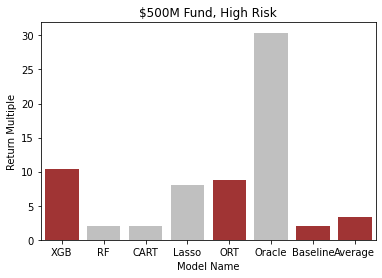 $500M Fund, High Risk
Return Multiple
30
25
20
15
10
5
0
XGB RF CART Lasso ORT Oracle Baseline Average
Model Name